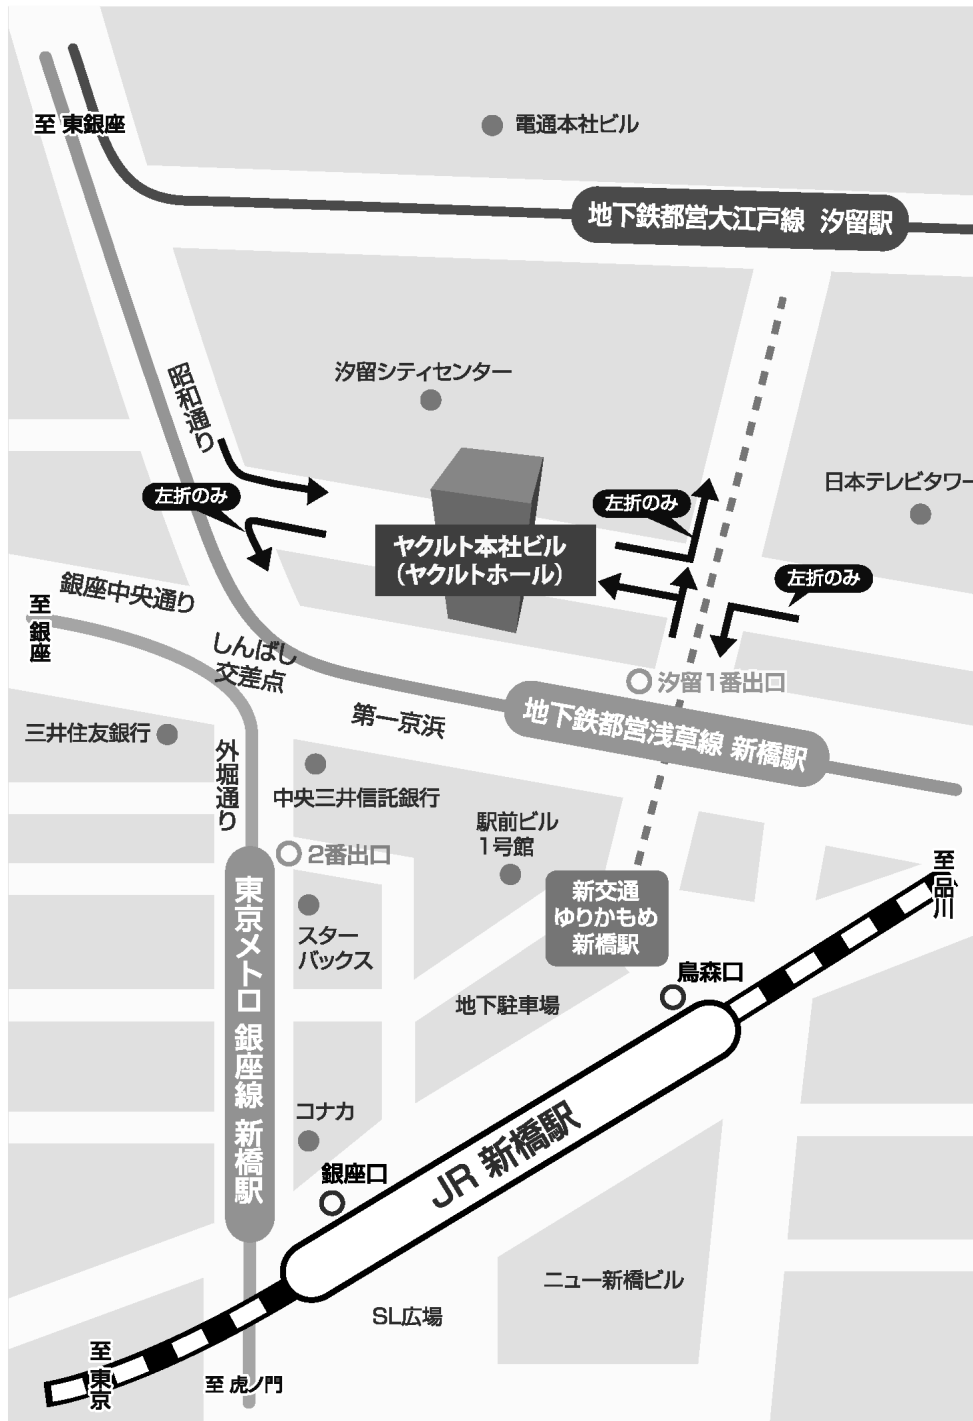 至 東銀座
電通本社ビル
地下鉄都営大江戸線 汐留駅
昭和通り
汐留シティセンター
左折のみ
左折のみ
日本テレビタワー
ヤクルト本社ビル
（ヤクルトホール）
左折のみ
銀座中央通り
至 銀座
しんばし
交差点
汐留1番出口
第一京浜
地下鉄都営浅草線 新橋駅
三井住友銀行
外堀通り
中央三井信託銀行
駅前ビル
1号館
2番出口
至 品川
東京メトロ 銀座線 新橋駅
新交通
ゆりかもめ
新橋駅
スター
バックス
烏森口
地下駐車場
コナカ
JR 新橋駅
銀座口
ニュー新橋ビル
SL広場
至 東京
至 虎ノ門